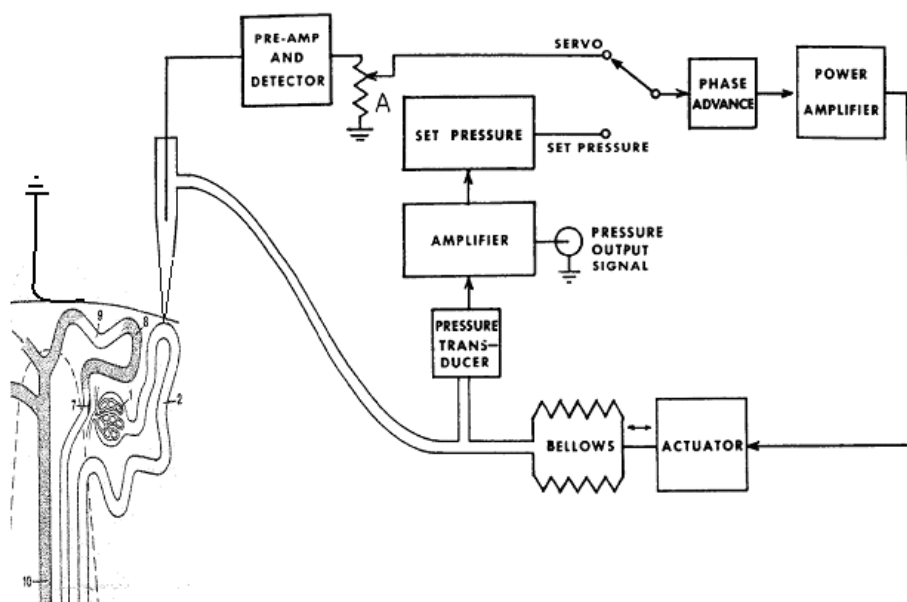 PRE-AMP
AND
DETECTOR
A
SERVO
PHASE
ADVANCE
POWER
AMPLIFIER
SET PRESSURE
SET PRESSURE
AMPLIFIER
PRESSURE
OUTPUT
SIGNAL
PRESSURE
TRANS-
DUCER
BELLOWS
ACTUATOR
9
8
7
1
2
10